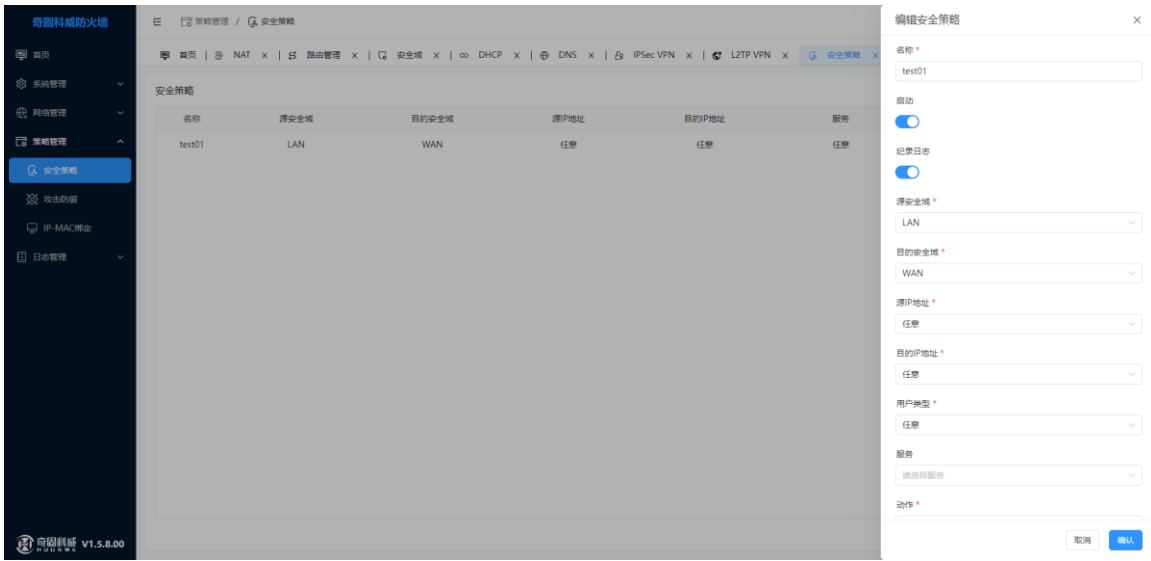 奇固科威防火墙
策略管理 / 安全策略
首页 | NAT × | 路由管理 × | 安全域 × | DHCP × | DNS × | IPSec VPN × | L2TP VPN × 安全策略 ×
首页
系统管理
网络管理
策略管理
安全策略
攻击防御
IP-MAC绑定
日志管理
奇固科威 V1.5.8.00
安全策略
名称 源安全域 目的安全域 源IP地址 目的IP地址 服务
test01 LAN WAN 任意 任意 任意
编辑安全策略 ×
名称 *
test01
启动
纪录日志
源安全域 *
LAN
目的安全域 *
WAN
源IP地址 *
任意
目的IP地址 *
任意
用户类型 *
任意
服务
请选择服务
动作 *
取消 确认